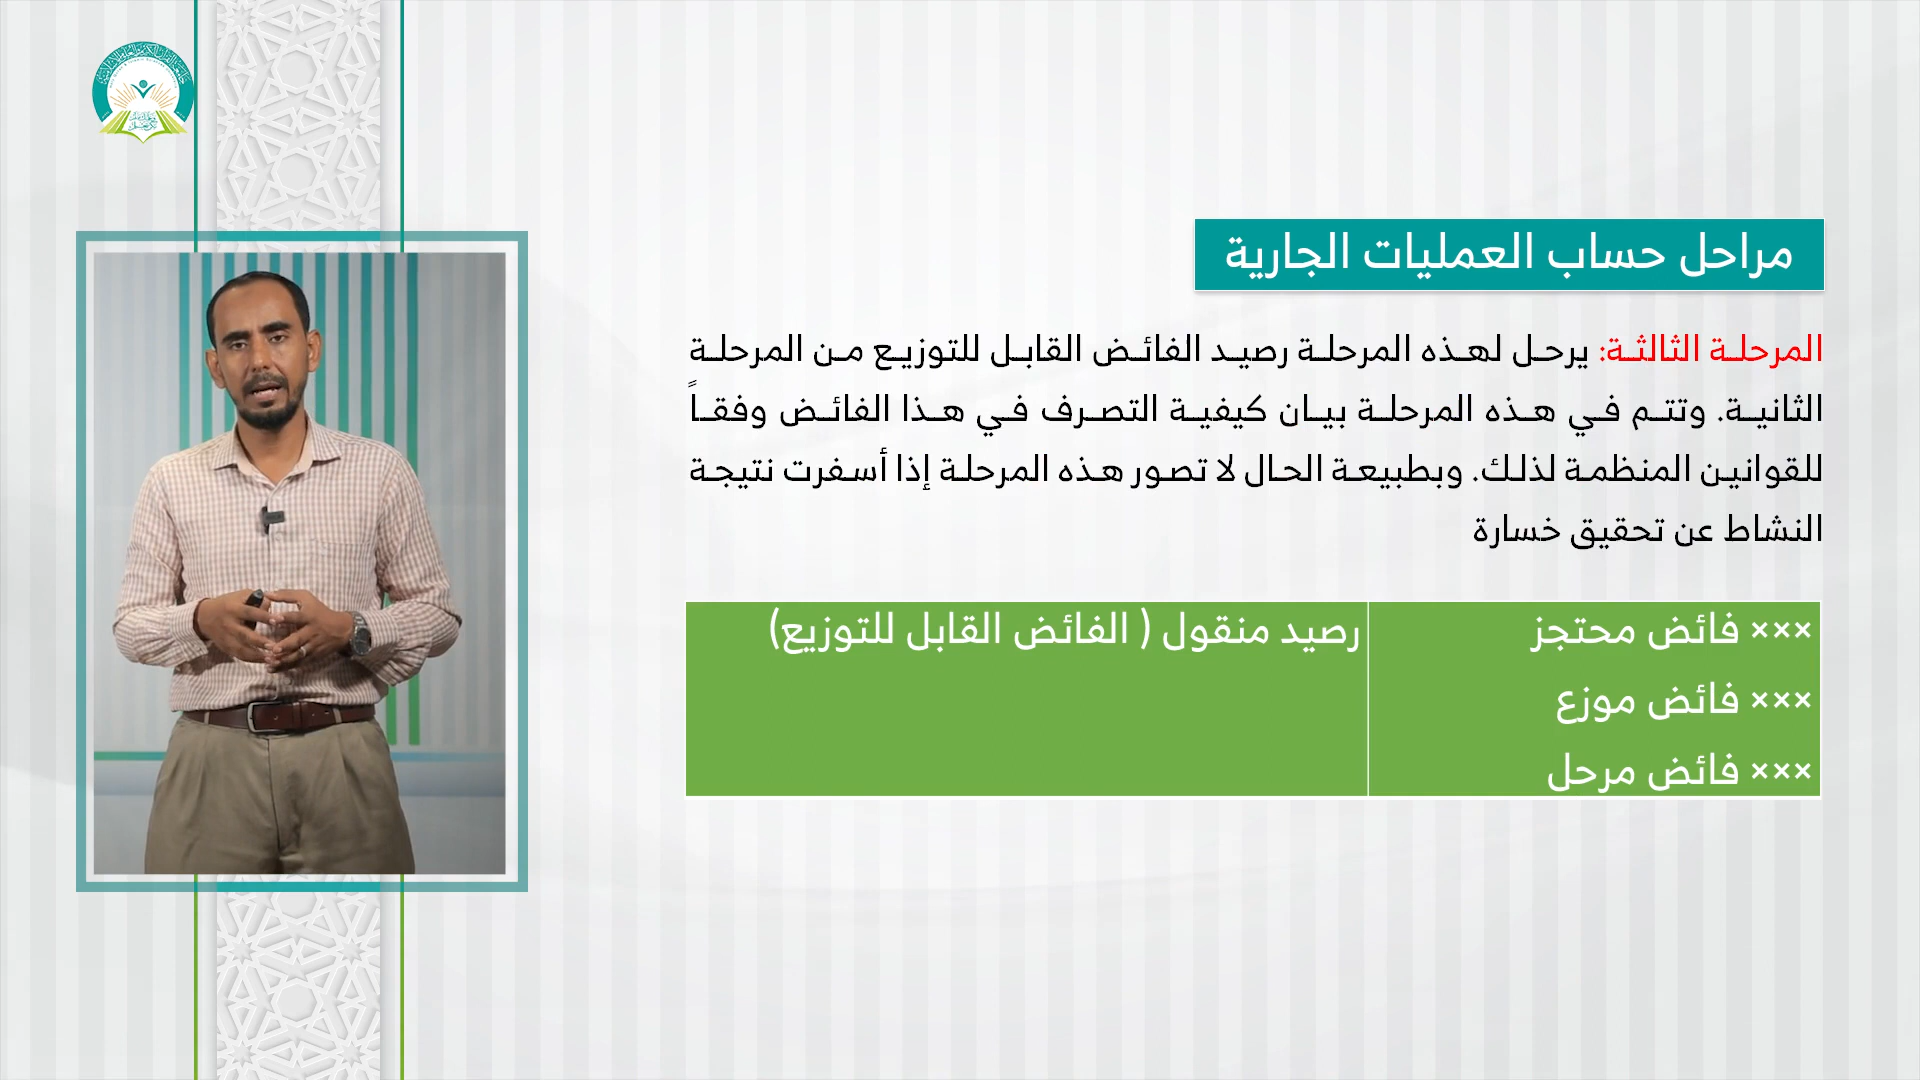 مراحل حساب العمليات الجارية
المرحلة الثالثة: يرحل لهذه المرحلة رصيد الفائض القابل للتوزيع من المرحلة
الثانية. وتتم في هذه المرحلة بيان كيفية التصرف في هذا الفائض وفقاً
للقوانين المنظمة لذلك. وبطبيعة الحال لا تصور هذه المرحلة إذا أسفرت نتيجة
النشاط عن تحقيق خسارة
××× فائض محتجز
××× فائض موزع
××× فائض مرحل
رصيد منقول ( الفائض القابل للتوزيع)